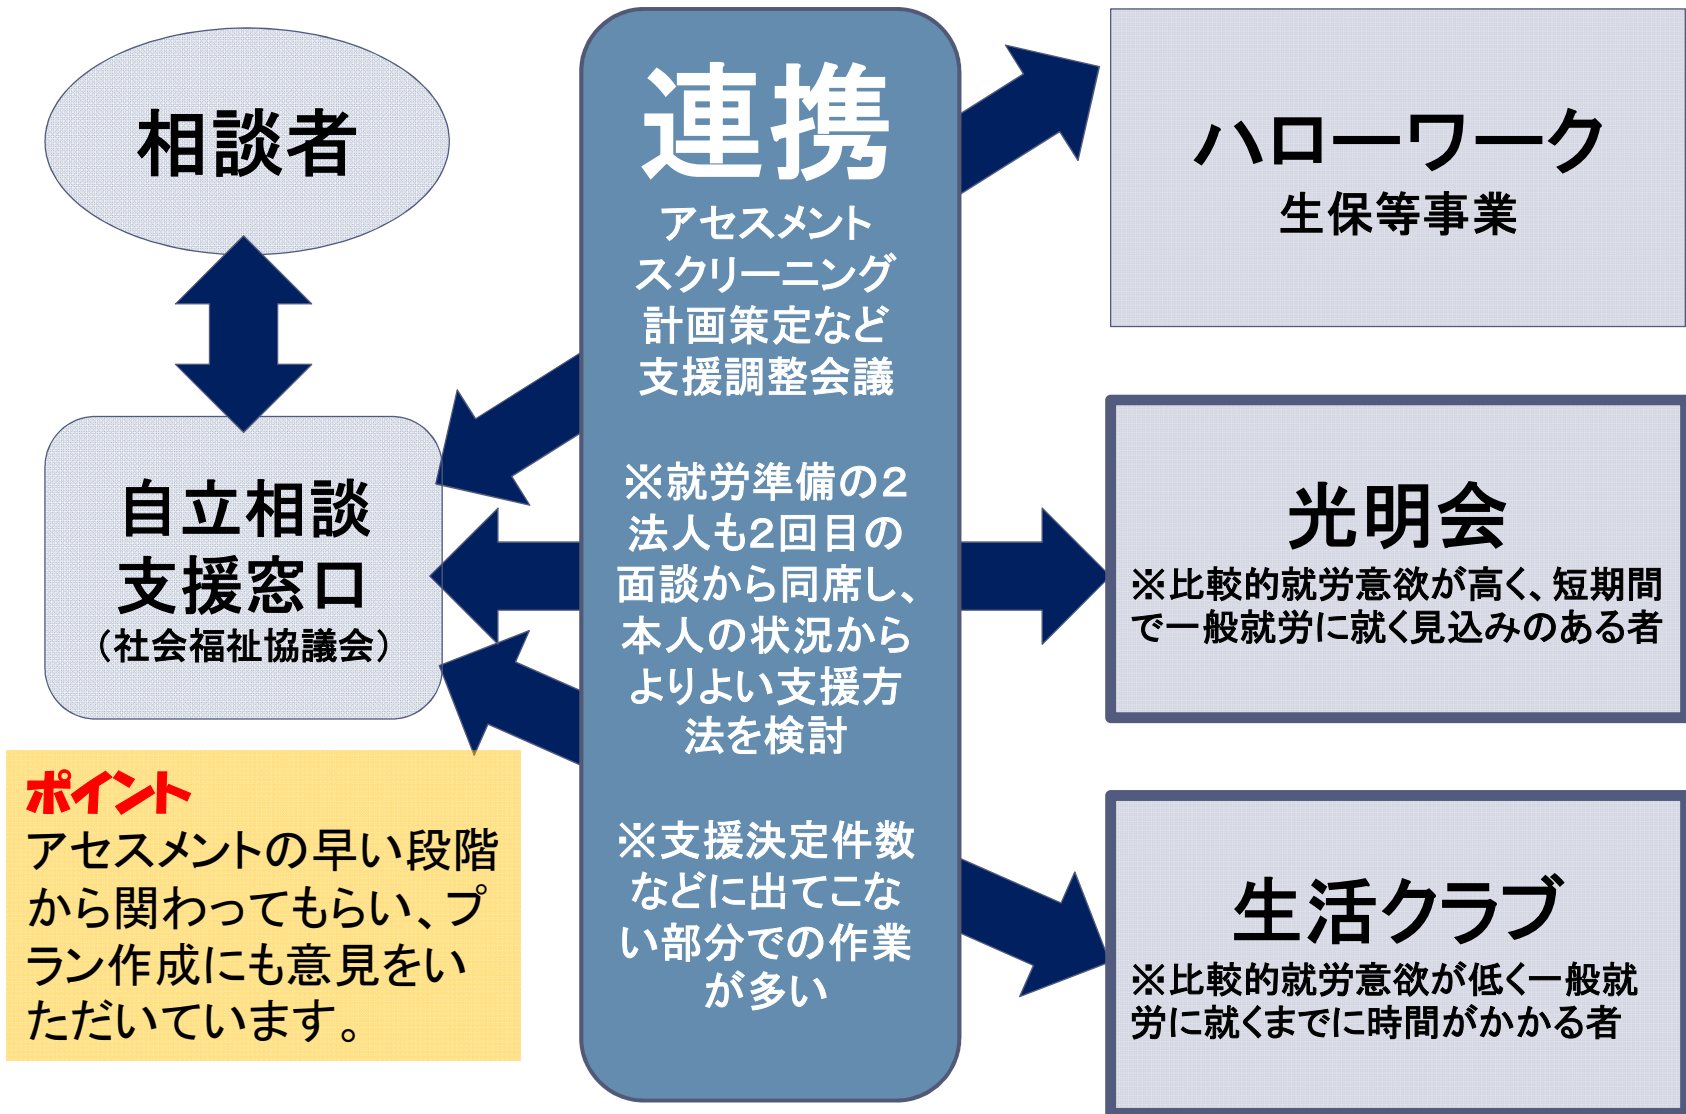 相談者
自立相談
支援窓口
（社会福祉協議会）
ポイント
アセスメントの早い段階
から関わってもらい、プ
ラン作成にも意見をい
ただいています。
連携
アセスメント
スクリーニング
計画策定など
支援調整会議
※就労準備の２
法人も２回目の
面談から同席し、
本人の状況から
よりよい支援方
法を検討
※支援決定件数
などに出てこな
い部分での作業
が多い
ハローワーク
生保等事業
光明会
※比較的就労意欲が高く、短期間
で一般就労に就く見込みのある者
生活クラブ
※比較的就労意欲が低く一般就
労に就くまでに時間がかかる者